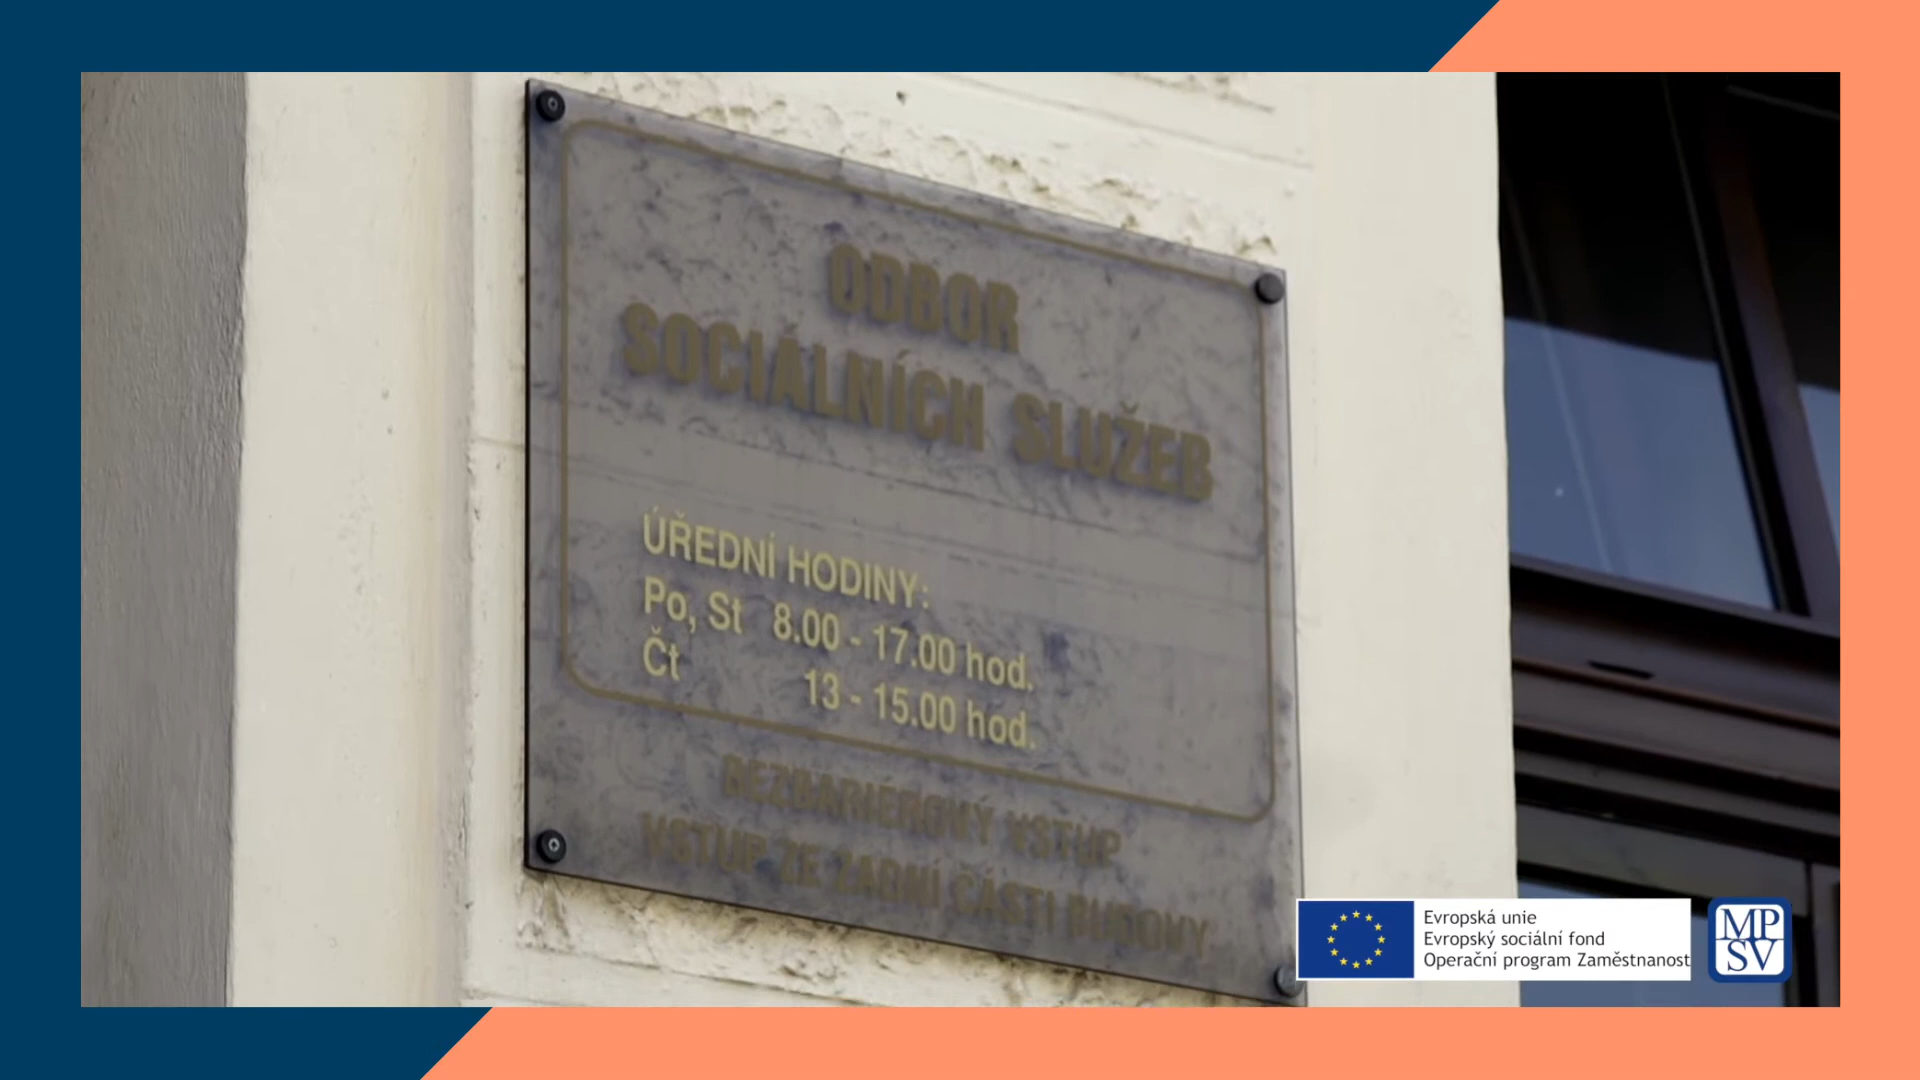 ODBOR
SOCIÁLNÍCH SLUŽEB
ÚŘEDNÍ HODINY:
Po, St 8.00 - 17.00 hod.
Čt 13 - 15.00 hod.
BEZBARIEROVÝ VSTUP
VSTUP ZE ZADNÍ ČÁSTI BUDOVY
Evropská unie
Evropský sociální fond
Operační program Zaměstnanost
MP
SV